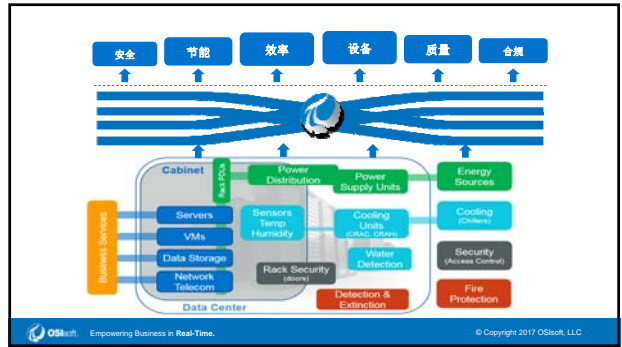 安全
节能
效率
设备
质量
合规
Cabinet
Rack PDUs
Power
Distribution
Power
Supply Units
Energy
Sources
Business Services
Servers
VMs
Data Storage
Network
Telecom
Sensors
Temp
Humidity
Cooling
Units
(CRAC, CRAH)
Cooling
(Chillers)
Water
Detection
Security
(Access Control)
Rack Security
(doors)
Detection &
Extinction
Fire
Protection
Data Center
OSIsoft. Empowering Business in Real-Time.
© Copyright 2017 OSIsoft, LLC